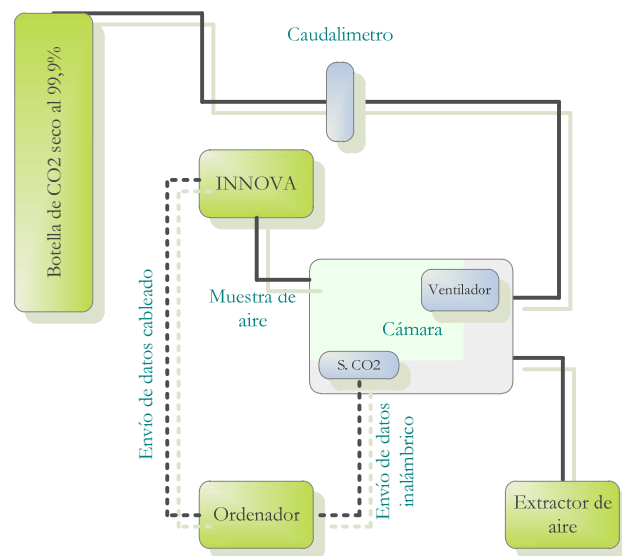 Botella de CO2 seco al 99,9%
Caudalimetro
INNOVA
Muestra de
aire
Ventilador
Cámara
S. CO2
Envío de datos cableado
Envío de datos
inalámbrico
Ordenador
Extractor de
aire